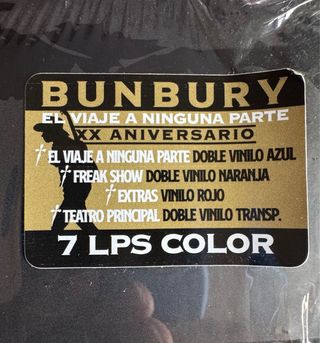 BUNBURY
EL VIAJE A NINGUNA PARTE
XX ANIVERSARIO
† EL VIAJE A NINGUNA PARTE DOBLE VINILO AZUL
† FREAK SHOW DOBLE VINILO NARANJA
† EXTRAS VINILO ROJO
† TEATRO PRINCIPAL DOBLE VINILO TRANSP.
7 LPS COLOR